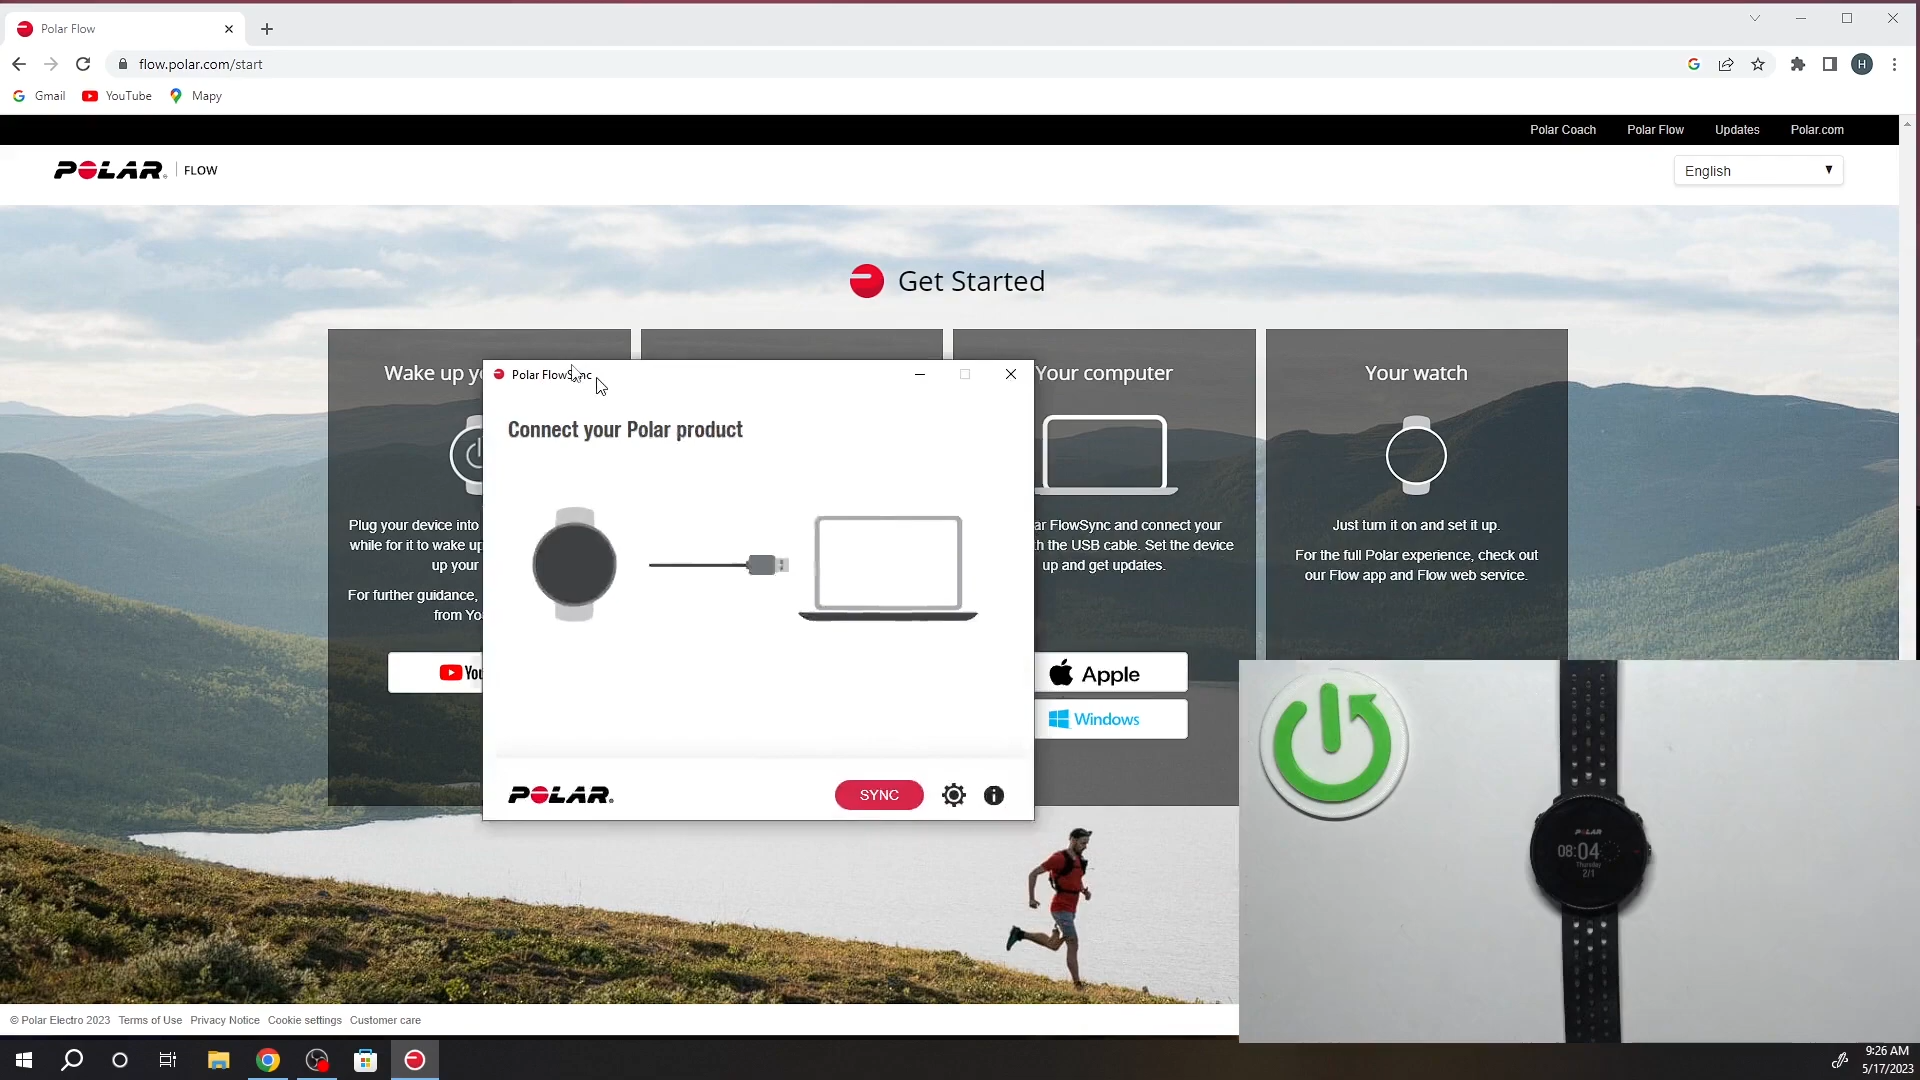 Polar Flow
flow.polar.com/start
H
Gmail YouTube Mapy
Polar Coach Polar Flow Updates Polar.com
POLAR FLOW
English
Get Started
Wake up yo
Plug your device into
while for it to wake up
up your
For further guidance,
from Yo
You
Polar FlowSync
Connect your Polar product
POLAR
SYNC
Your computer
ar FlowSync and connect your
h the USB cable. Set the device
up and get updates.
Apple
Windows
Your watch
Just turn it on and set it up.
For the full Polar experience, check out
our Flow app and Flow web service.
POLAR
08:04
Thursday
2/1
© Polar Electro 2023 Terms of Use Privacy Notice Cookie settings Customer care
9:26 AM
5/17/2023